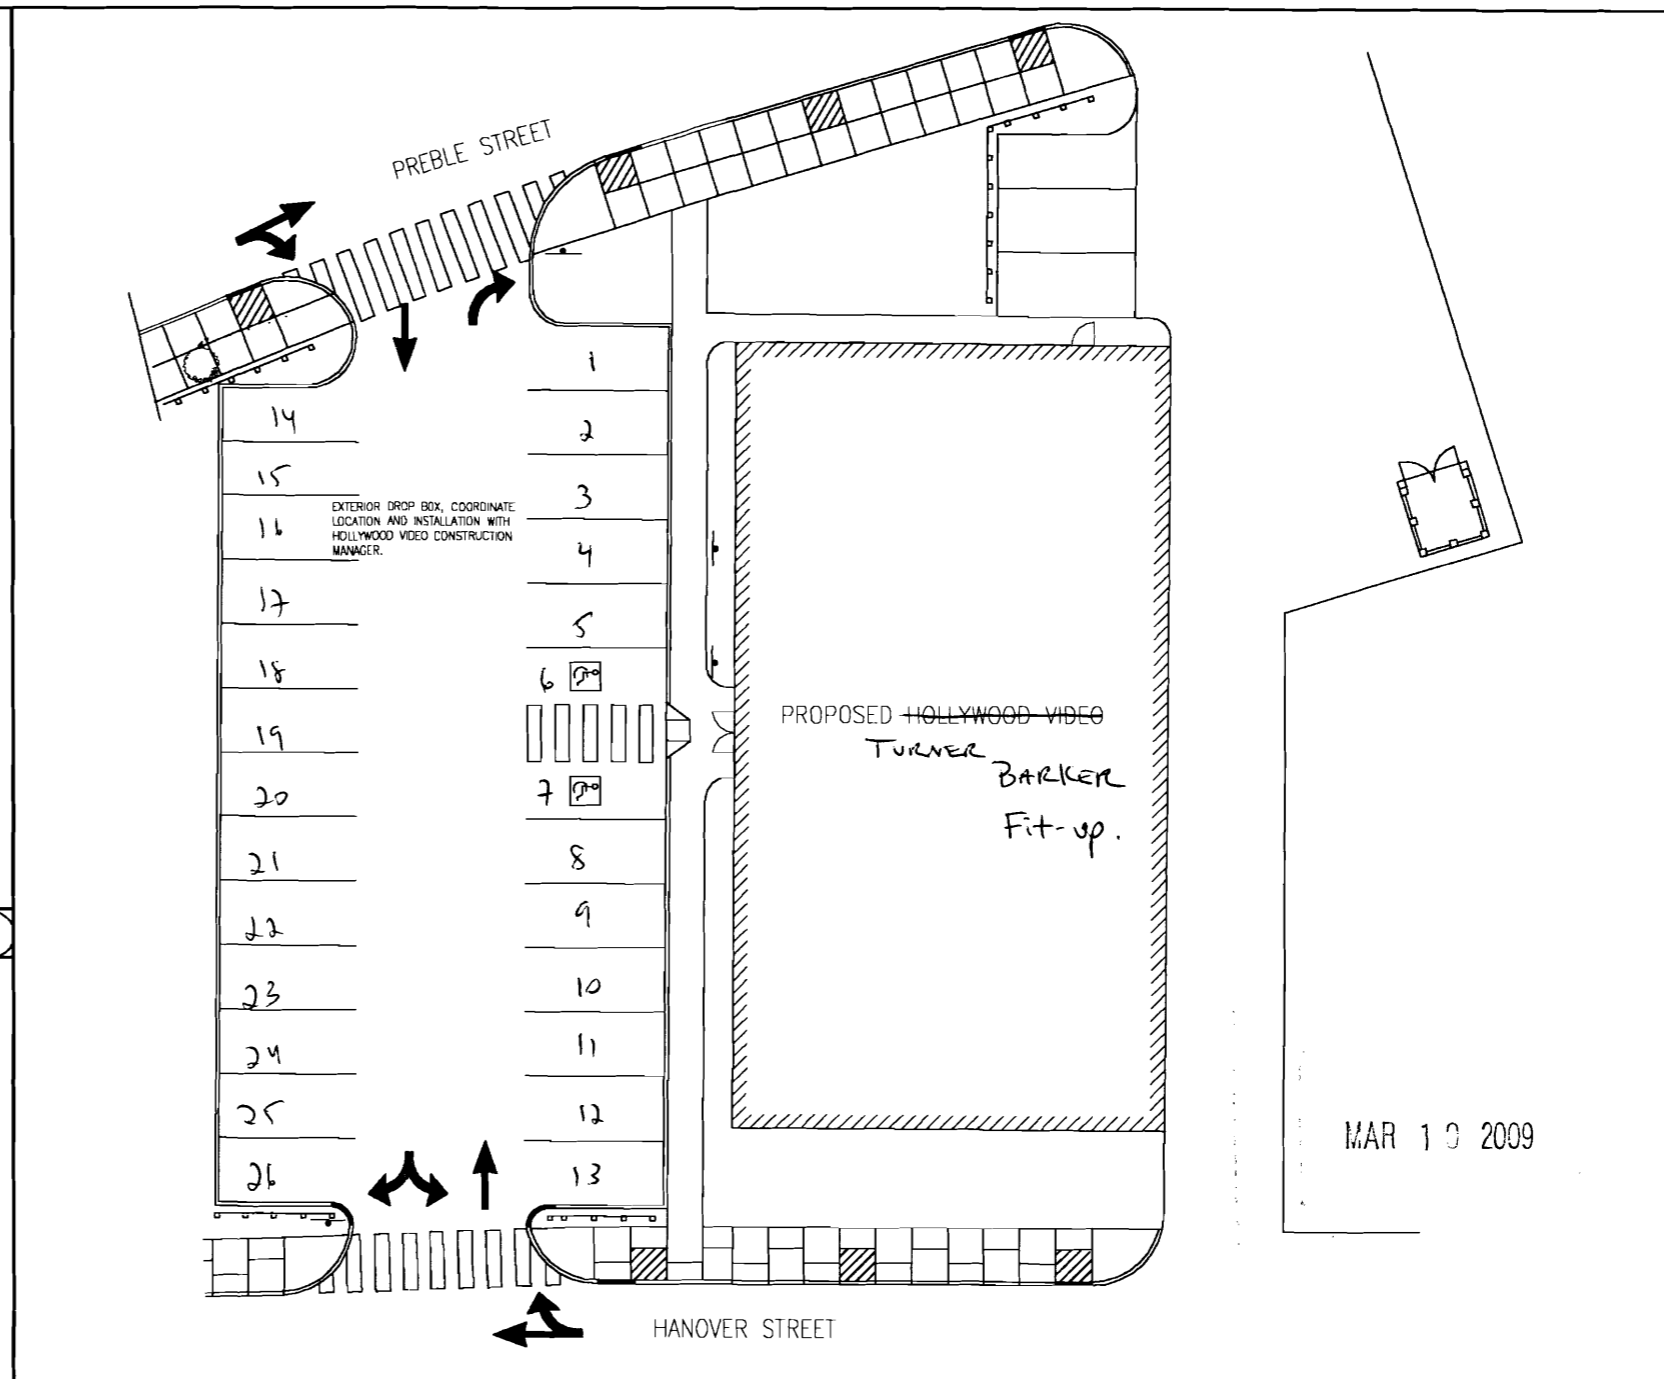 PREBLE STREET
1
14
2
15
3
EXTERIOR DROP BOX, COORDINATE
LOCATION AND INSTALLATION WITH
HOLLYWOOD VIDEO CONSTRUCTION
MANAGER.
16
4
17
5
18
6
PROPOSED HOLLYWOOD VIDEO
TURNER
BARKER
Fit-up.
19
20
7
21
8
22
9
23
10
24
11
25
12
26
13
MAR 10 2009
HANOVER STREET